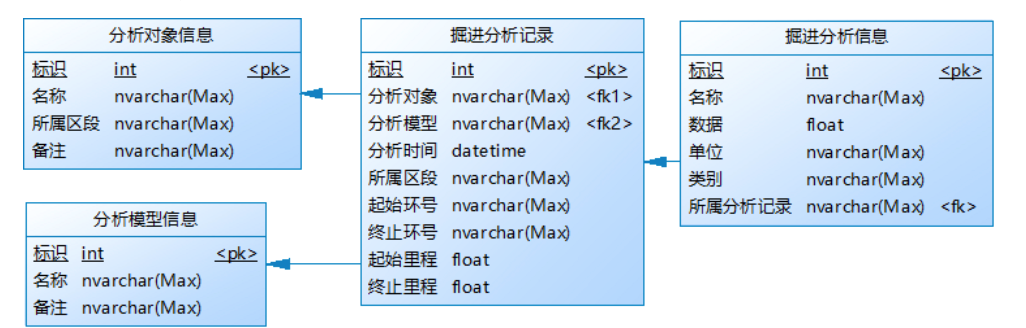 分析对象信息
标识 int <pk>
名称 nvarchar(Max)
所属区段 nvarchar(Max)
备注 nvarchar(Max)
分析模型信息
标识 int <pk>
名称 nvarchar(Max)
备注 nvarchar(Max)
掘进分析记录
标识 int <pk>
分析对象 nvarchar(Max) <fk1>
分析模型 nvarchar(Max) <fk2>
分析时间 datetime
所属区段 nvarchar(Max)
起始环号 nvarchar(Max)
终止环号 nvarchar(Max)
起始里程 float
终止里程 float
掘进分析信息
标识 int <pk>
名称 nvarchar(Max)
数据 float
单位 nvarchar(Max)
类别 nvarchar(Max)
所属分析记录 nvarchar(Max) <fk>